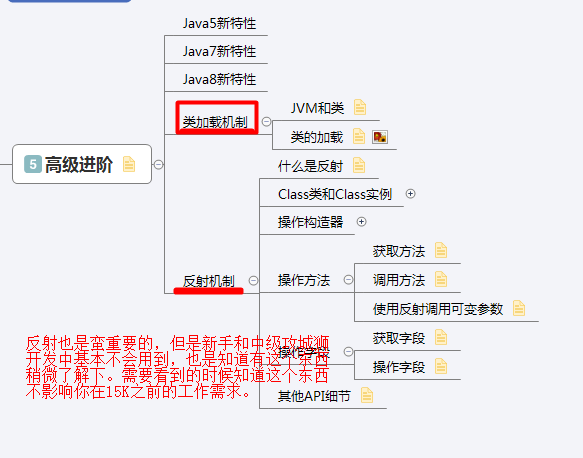 Java5新特性
Java7新特性
Java8新特性
类加载机制
JVM和类
类的加载
5 高级进阶
什么是反射
Class类和Class实例
操作构造器
反射机制
操作方法
获取方法
调用方法
使用反射调用可变参数
操作字段
获取字段
操作字段
其他API细节
反射也是蛮重要的，但是新手和中级攻城狮
开发中基本不会用到，也是知道有这个东西
稍微了解下。需要看到的时候知道这个东西
不影响你在15K之前的工作需求。